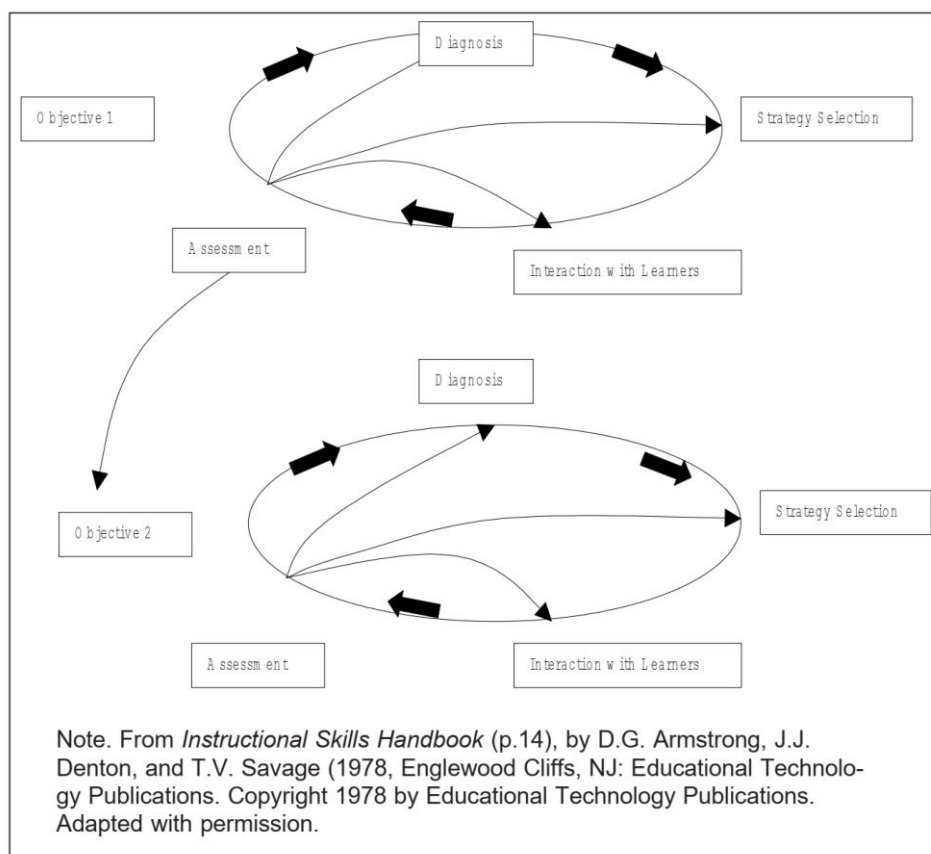 Diagnosis
Objective 1
Strategy Selection
Assessment
Interaction with Learners
Diagnosis
Objective 2
Strategy Selection
Assessment
Interaction with Learners
Note. From Instructional Skills Handbook (p.14), by D.G. Armstrong, J.J.
Denton, and T.V. Savage (1978, Englewood Cliffs, NJ: Educational Technolo-
gy Publications. Copyright 1978 by Educational Technology Publications.
Adapted with permission.